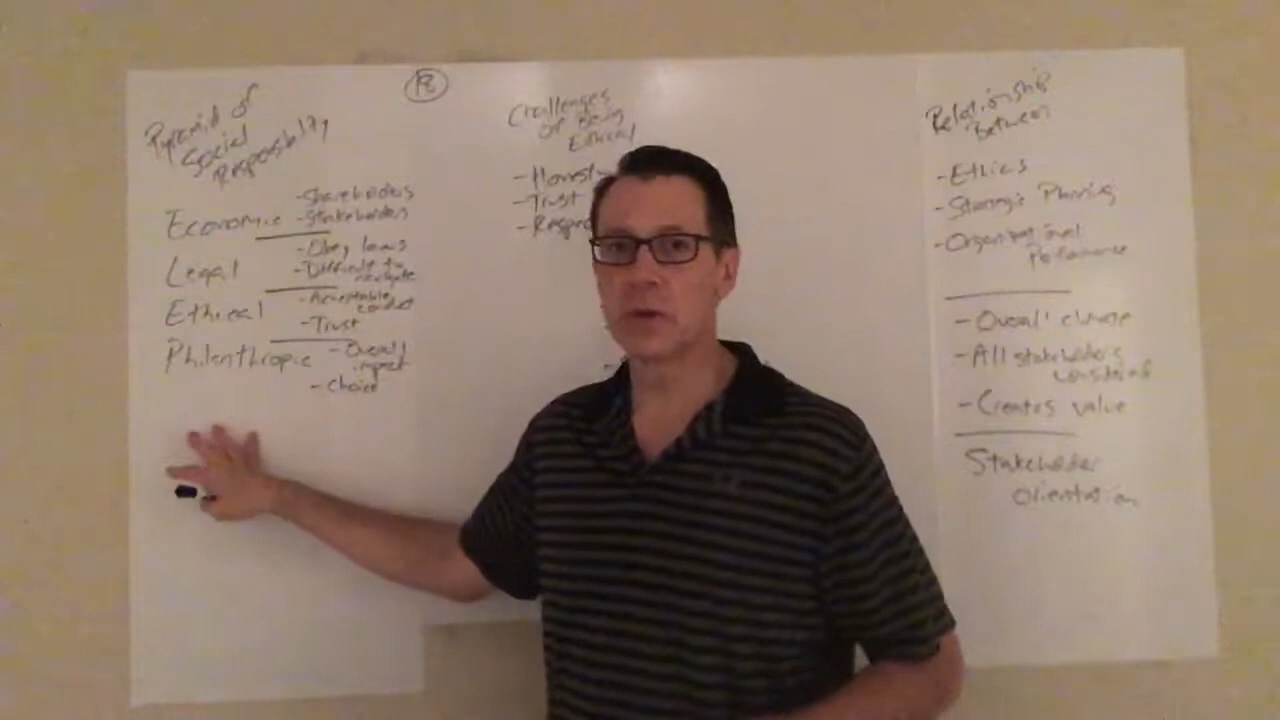 Pyramid of
Social
Responsibility
Economic
- Shareholders
- Stakeholders
Legal
- Obey laws
- Difficult to
navigate
Ethical
- Acceptable
conduct
- Trust
Philanthropic
- Overall
impact
- Choice
Challenges
of Being
Ethical
- Honest
- Trust
- Respec
Relationship
Between
- Ethics
- Strategic Planning
- Organizational
Performance
- Overall climate
- All stakeholders
considered
- Creates value
Stakeholder
Orientation